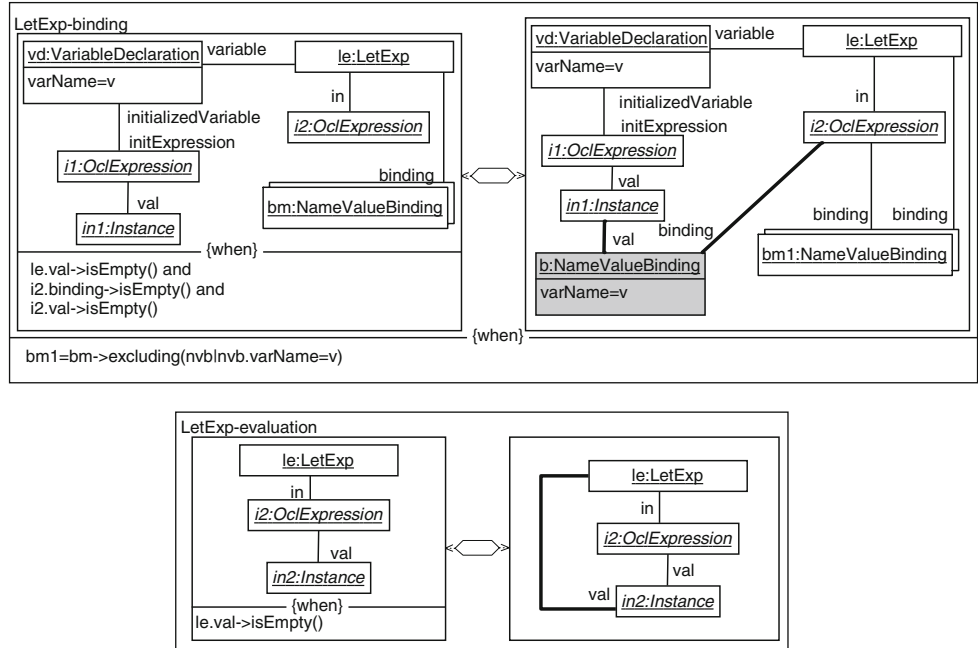 LetExp-binding
vd:VariableDeclaration
varName=v
variable
le:LetExp
in
i2:OclExpression
initializedVariable
initExpression
i1:OclExpression
val
in1:Instance
binding
bm:NameValueBinding
{when}
le.val->isEmpty() and
i2.binding->isEmpty() and
i2.val->isEmpty()
vd:VariableDeclaration
varName=v
variable
le:LetExp
in
i2:OclExpression
initializedVariable
initExpression
i1:OclExpression
val
in1:Instance
val
binding
b:NameValueBinding
varName=v
binding
binding
bm1:NameValueBinding
{when}
bm1=bm->excluding(nvb|nvb.varName=v)
LetExp-evaluation
le:LetExp
in
i2:OclExpression
val
in2:Instance
{when}
le.val->isEmpty()
le:LetExp
in
i2:OclExpression
val
val
in2:Instance